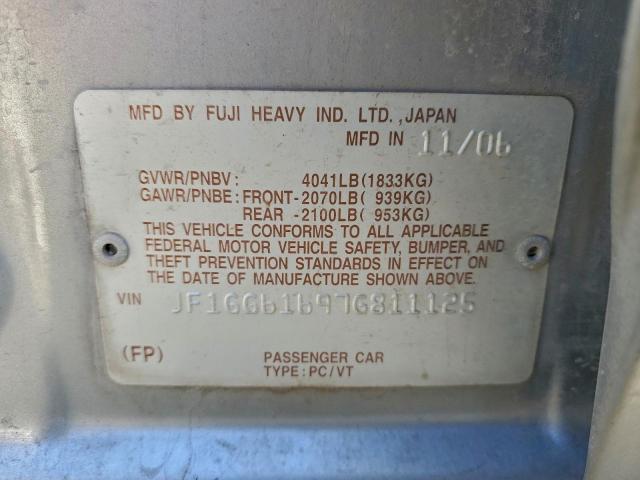 MFD BY FUJI HEAVY IND. LTD.,JAPAN
MFD IN 11/06
GVWR/PNBV: 4041LB(1833KG)
GAWR/PNBE:FRONT-2070LB( 939KG)
REAR -2100LB( 953KG)
THIS VEHICLE CONFORMS TO ALL APPLICABLE
FEDERAL MOTOR VEHICLE SAFETY, BUMPER, AND
THEFT PREVENTION STANDARDS IN EFFECT ON
THE DATE OF MANUFACTURE SHOWN ABOVE.
VIN JF1GG61697G811125
(FP) PASSENGER CAR
TYPE:PC/VT